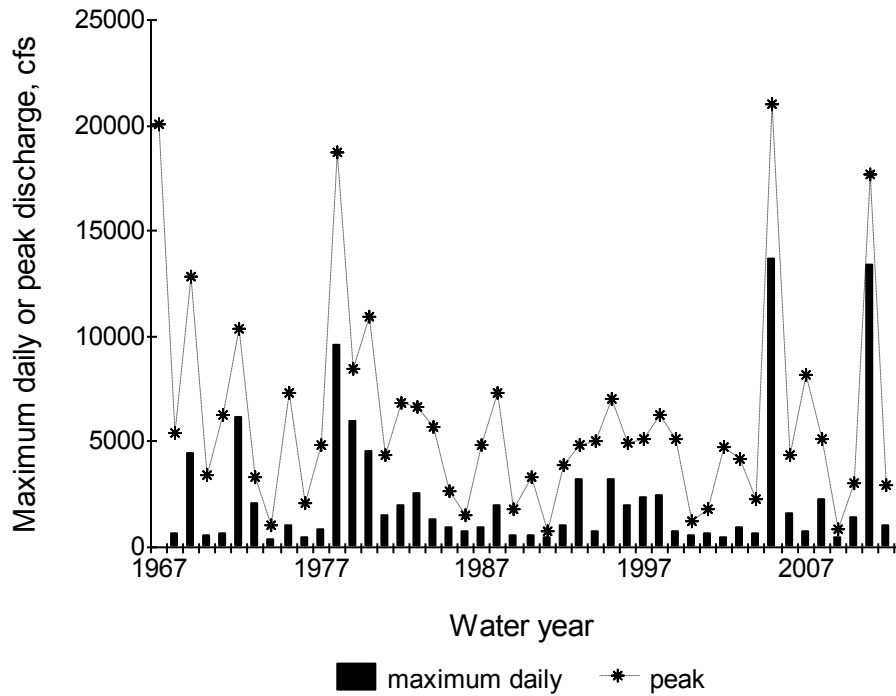 25000
20000
15000
10000
5000
0
Maximum daily or peak discharge, cfs
1967 1977 1987 1997 2007
Water year
maximum daily peak